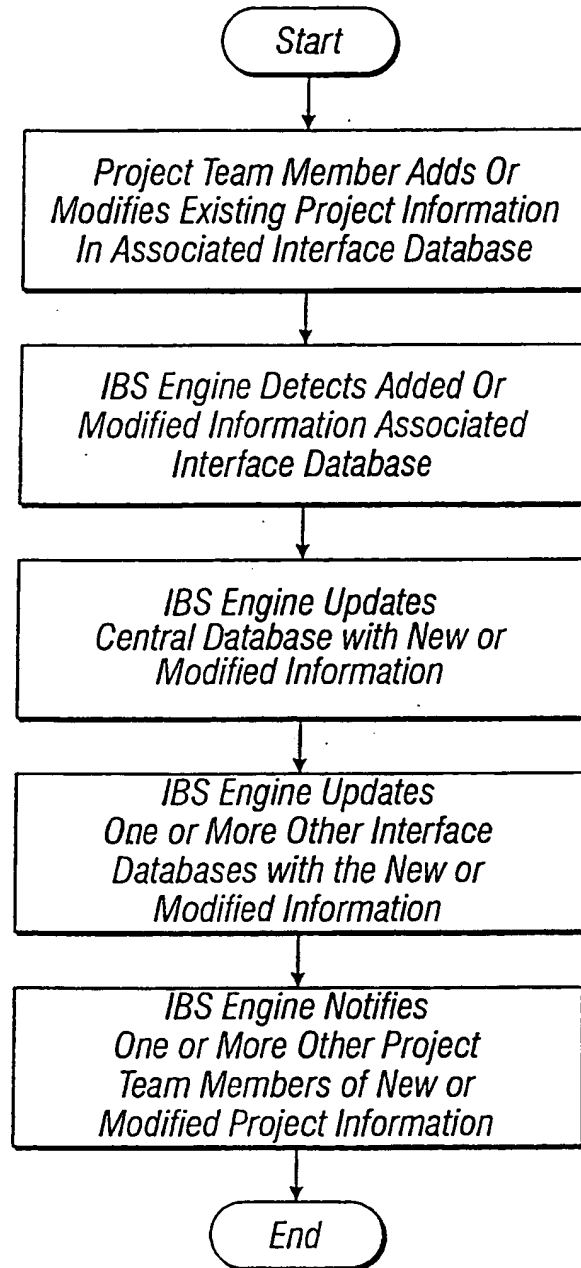 Start
Project Team Member Adds Or
Modifies Existing Project Information
In Associated Interface Database
IBS Engine Detects Added Or
Modified Information Associated
Interface Database
IBS Engine Updates
Central Database with New or
Modified Information
IBS Engine Updates
One or More Other Interface
Databases with the New or
Modified Information
IBS Engine Notifies
One or More Other Project
Team Members of New or
Modified Project Information
End